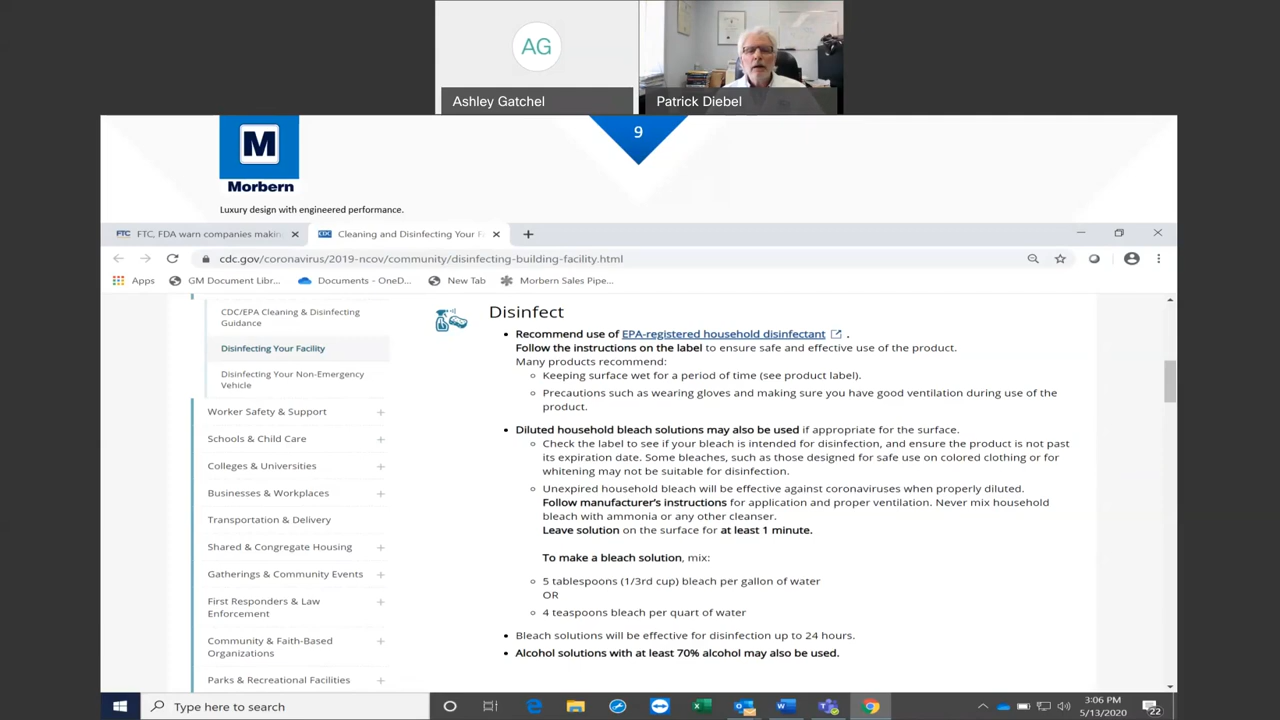 AG
Ashley Gatchel
Patrick Diebel
9
M
Morbern
Luxury design with engineered performance.
FTC FTC, FDA warn companies makin
CDC Cleaning and Disinfecting Your F
cdc.gov/coronavirus/2019-ncov/community/disinfecting-building-facility.html
Apps GM Document Libr... Documents - OneD... New Tab Morbern Sales Pipe...
CDC/EPA Cleaning & Disinfecting
Guidance
Disinfecting Your Facility
Disinfecting Your Non-Emergency
Vehicle
Worker Safety & Support
Schools & Child Care
Colleges & Universities
Businesses & Workplaces
Transportation & Delivery
Shared & Congregate Housing
Gatherings & Community Events
First Responders & Law
Enforcement
Community & Faith-Based
Organizations
Parks & Recreational Facilities
Disinfect
• Recommend use of EPA-registered household disinfectant .
Follow the instructions on the label to ensure safe and effective use of the product.
Many products recommend:
Keeping surface wet for a period of time (see product label).
Precautions such as wearing gloves and making sure you have good ventilation during use of the
product.
• Diluted household bleach solutions may also be used if appropriate for the surface.
Check the label to see if your bleach is intended for disinfection, and ensure the product is not past
its expiration date. Some bleaches, such as those designed for safe use on colored clothing or for
whitening may not be suitable for disinfection.
Unexpired household bleach will be effective against coronaviruses when properly diluted.
Follow manufacturer's instructions for application and proper ventilation. Never mix household
bleach with ammonia or any other cleanser.
Leave solution on the surface for at least 1 minute.
To make a bleach solution, mix:
5 tablespoons (1/3rd cup) bleach per gallon of water
OR
4 teaspoons bleach per quart of water
• Bleach solutions will be effective for disinfection up to 24 hours.
• Alcohol solutions with at least 70% alcohol may also be used.
Type here to search
3:06 PM
5/13/2020
22